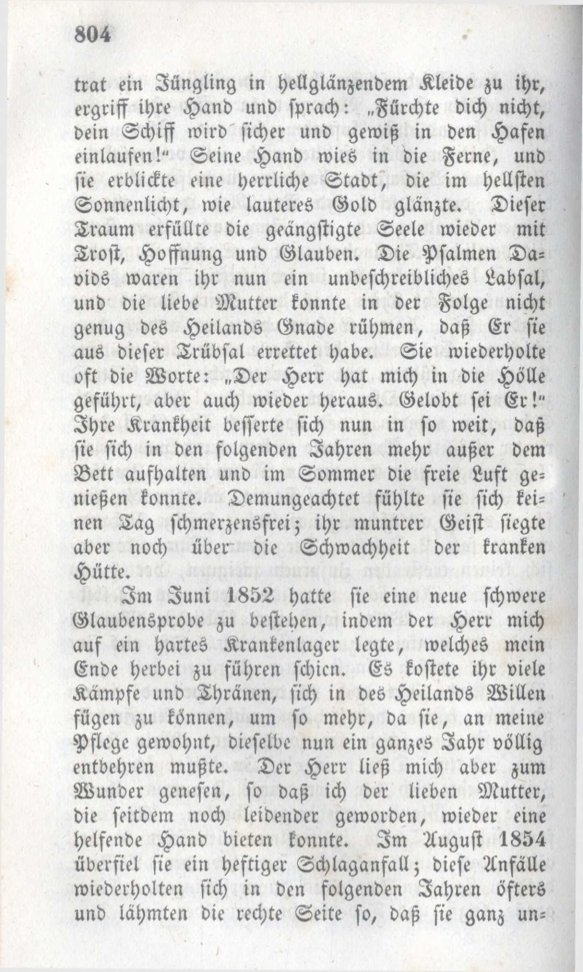 804
trat ein Jüngling in hellglänzendem Kleide zu ihr,
ergriff ihre Hand und sprach: „Fürchte dich nicht,
dein Schiff wird sicher und gewiß in den Hafen
einlaufen!“ Seine Hand wies in die Ferne, und
sie erblickte eine herrliche Stadt, die im hellsten
Sonnenlicht, wie lauteres Gold glänzte. Dieser
Traum erfüllte die geängstigte Seele wieder mit
Trost, Hoffnung und Glauben. Die Psalmen Da-
vids waren ihr nun ein unbeschreibliches Labsal,
und die liebe Mutter konnte in der Folge nicht
genug des Heilands Gnade rühmen, daß Er sie
aus dieser Trübsal errettet habe. Sie wiederholte
oft die Worte: „Der Herr hat mich in die Hölle
geführt, aber auch wieder heraus. Gelobt sei Er!“
Ihre Krankheit besserte sich nun in so weit, daß
sie sich in den folgenden Jahren mehr außer dem
Bett aufhalten und im Sommer die freie Luft ge-
nießen konnte. Demungeachtet fühlte sie sich kei-
nen Tag schmerzensfrei; ihr muntrer Geist siegte
aber noch über die Schwachheit der kranken
Hütte.
Im Juni 1852 hatte sie eine neue schwere
Glaubensprobe zu bestehen, indem der Herr mich
auf ein hartes Krankenlager legte, welches mein
Ende herbei zu führen schien. Es kostete ihr viele
Kämpfe und Thränen, sich in des Heilands Willen
fügen zu können, um so mehr, da sie, an meine
Pflege gewohnt, dieselbe nun ein ganzes Jahr völlig
entbehren mußte. Der Herr ließ mich aber zum
Wunder genesen, so daß ich der lieben Mutter,
die seitdem noch leidender geworden, wieder eine
helfende Hand bieten konnte. Im August 1854
überfiel sie ein heftiger Schlaganfall; diese Anfälle
wiederholten sich in den folgenden Jahren öfters
und lähmten die rechte Seite so, daß sie ganz un-